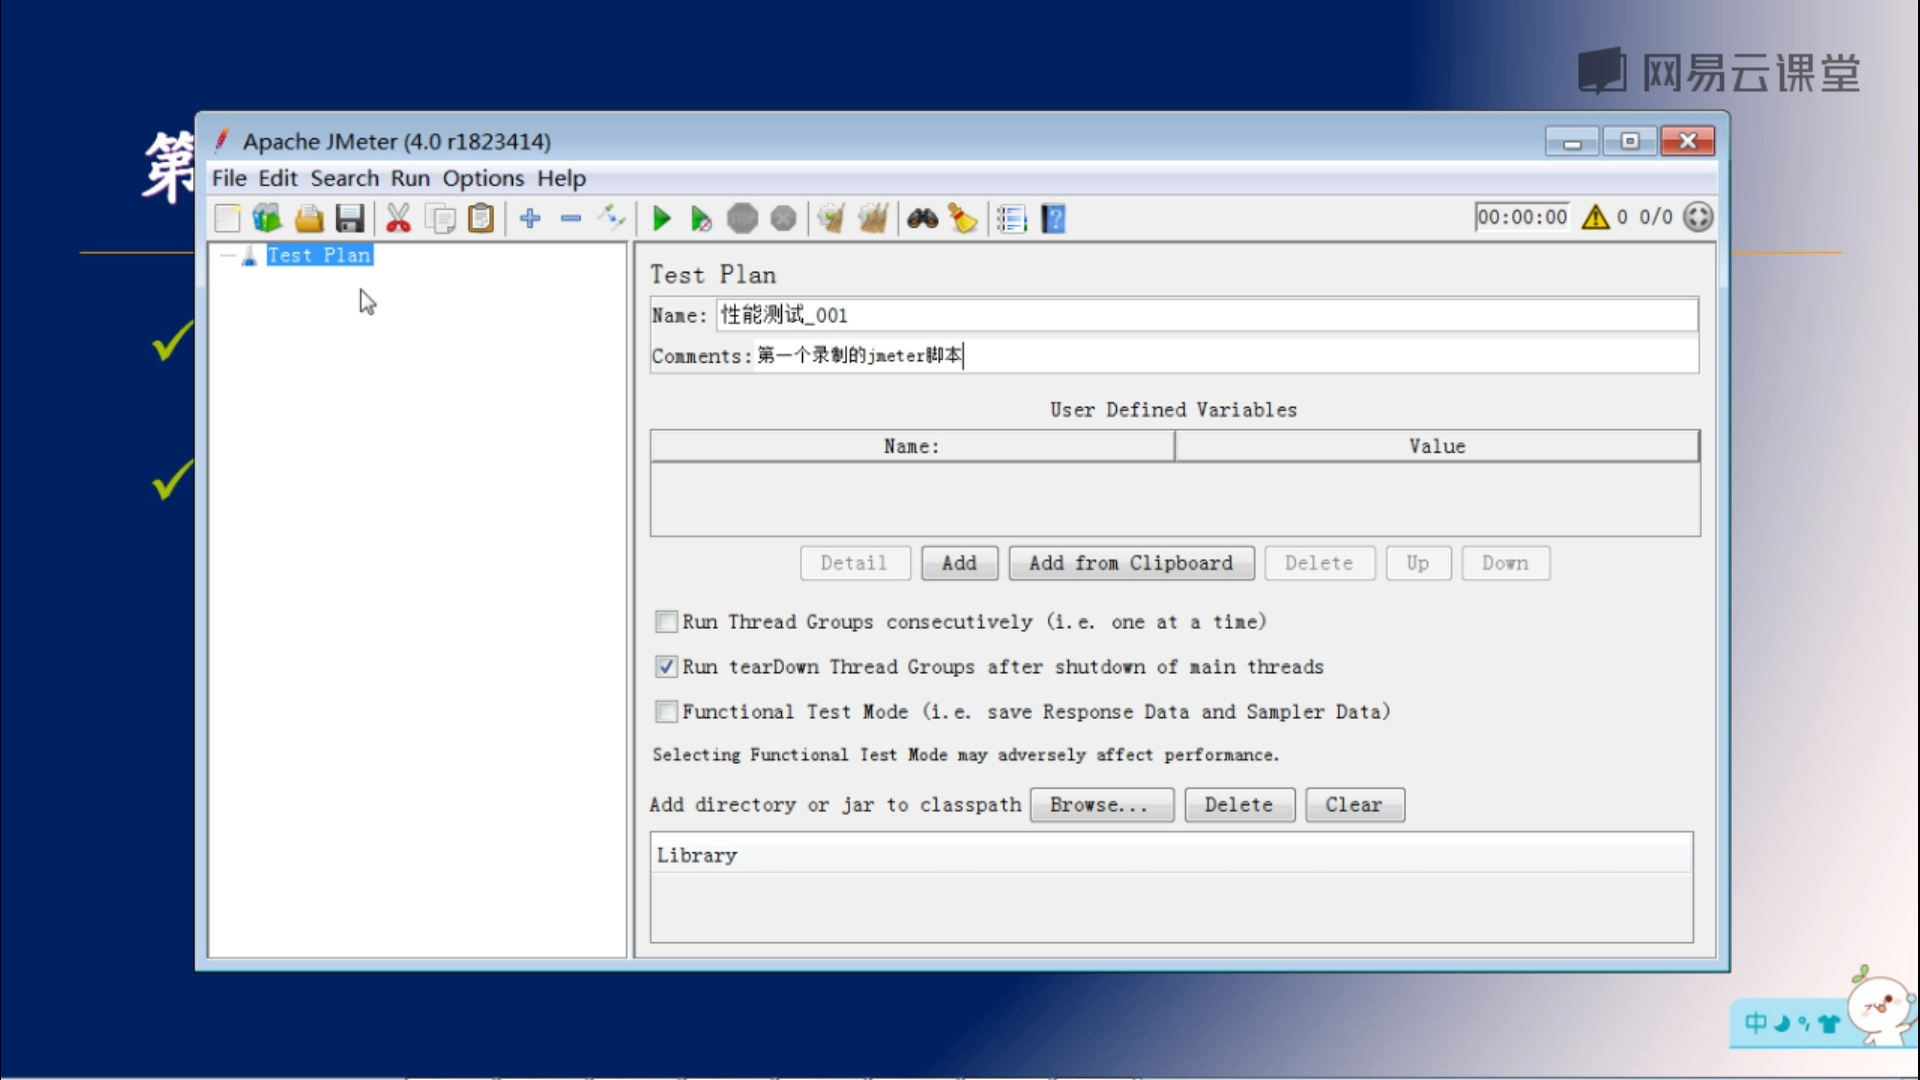 网易云课堂
第
Apache JMeter (4.0 r1823414)
File Edit Search Run Options Help
00:00:00 0 0/0
Test Plan
Test Plan
Name: 性能测试_001
Comments: 第一个录制的jmeter脚本
User Defined Variables
Name: Value
Detail Add Add from Clipboard Delete Up Down
Run Thread Groups consecutively (i.e. one at a time)
Run tearDown Thread Groups after shutdown of main threads
Functional Test Mode (i.e. save Response Data and Sampler Data)
Selecting Functional Test Mode may adversely affect performance.
Add directory or jar to classpath Browse... Delete Clear
Library
中